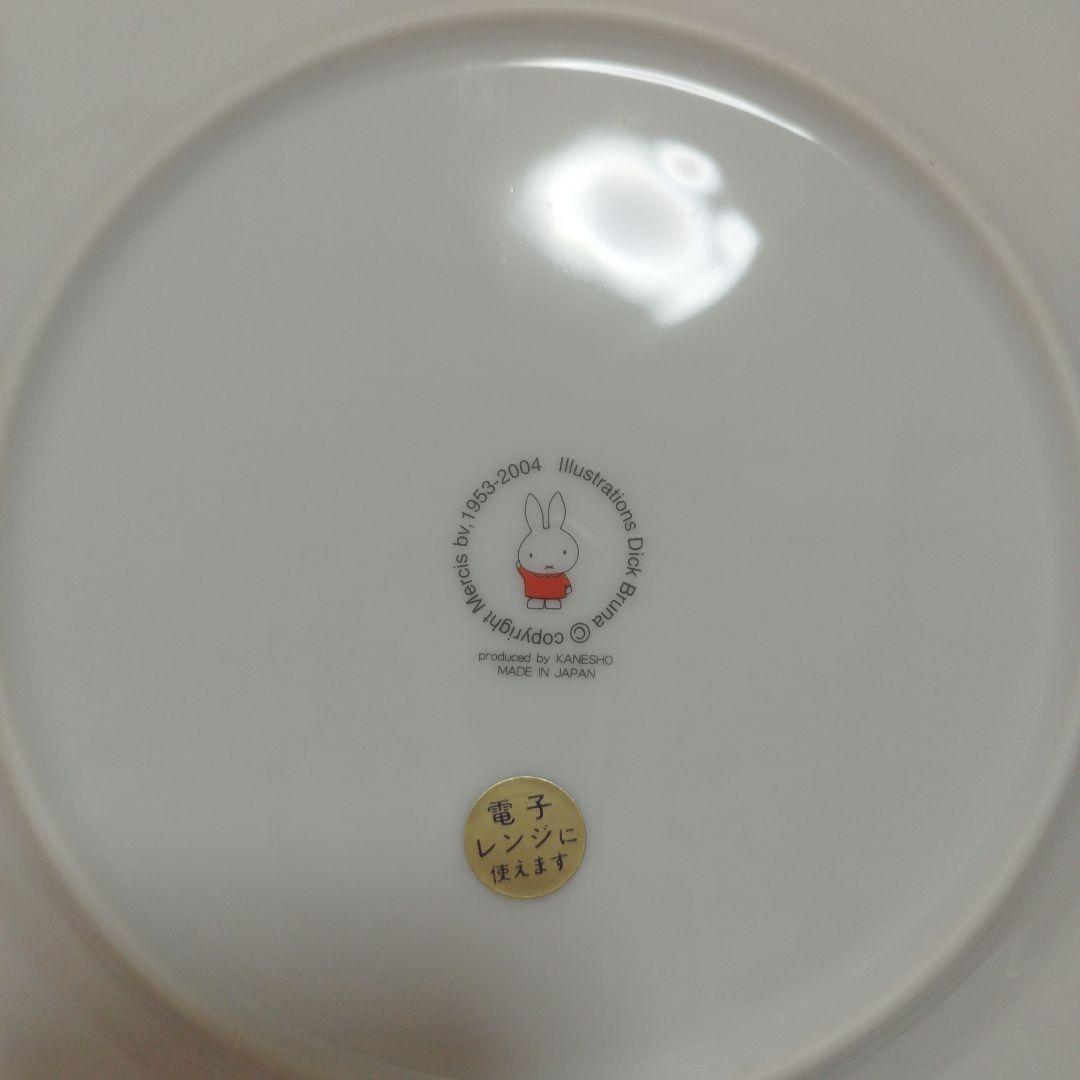 Illustrations Dick Bruna © copyright Mercis bv, 1953-2004
produced by KANESHO
MADE IN JAPAN
電子
レンジに
使えます